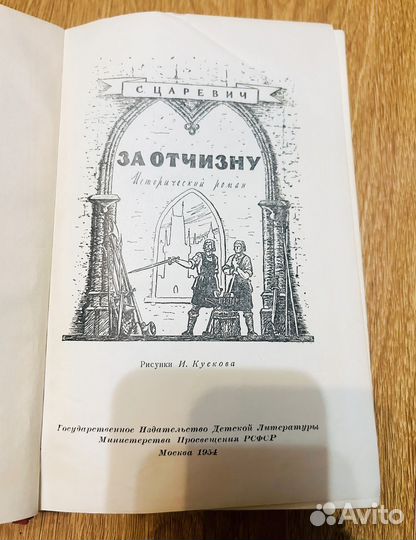 С. ЦАРЕВИЧ
ЗА ОТЧИЗНУ
Исторический роман
Рисунки И. Кускова
Государственное Издательство Детской Литературы
Министерства Просвещения РСФСР
Москва 1954
Avito